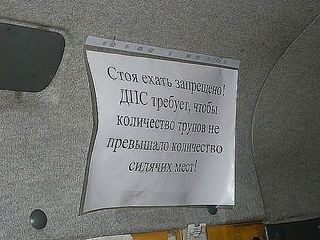 Стоя ехать запрещено!
ДПС требует, чтобы
количество трупов не
превышало количество
сидячих мест!